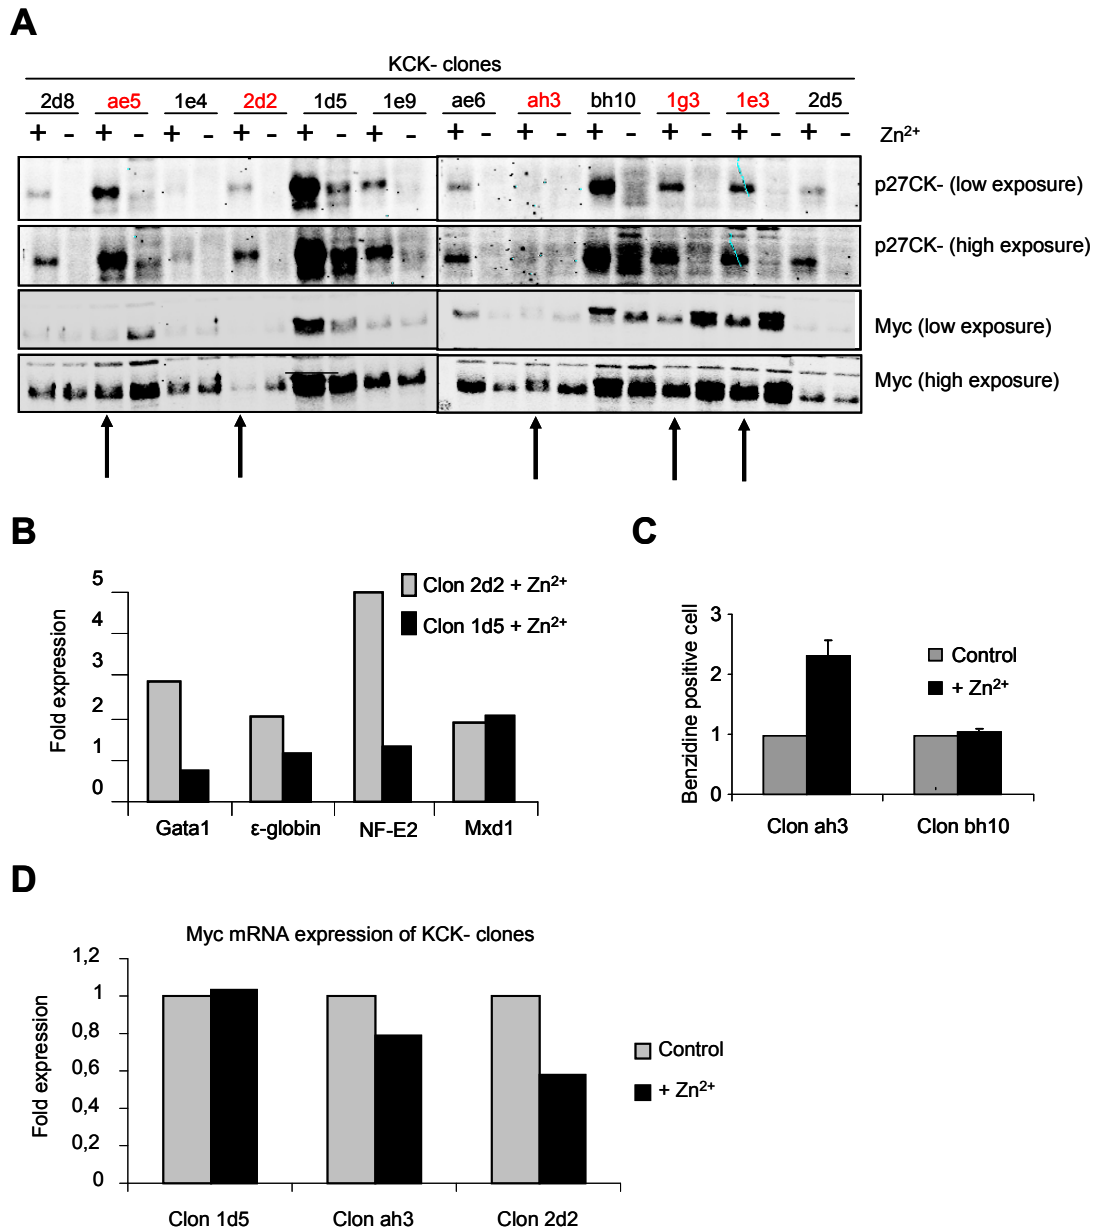 A
KCK- clones
2d8 ae5 1e4 2d2 1d5 1e9 ae6 ah3 bh10 1g3 1e3 2d5
+ - + - + - + - + - + - + - + - + - + - + - + - Zn²⁺
p27CK- (low exposure)
p27CK- (high exposure)
Myc (low exposure)
Myc (high exposure)
B
Fold expression
5
4
3
2
1
0
Clon 2d2 + Zn²⁺
Clon 1d5 + Zn²⁺
Gata1 ε-globin NF-E2 Mxd1
C
Benzidine positive cell
3
2
1
0
Control
+ Zn²⁺
Clon ah3 Clon bh10
D
Myc mRNA expression of KCK- clones
Fold expression
1,2
1
0,8
0,6
0,4
0,2
0
Control
+ Zn²⁺
Clon 1d5 Clon ah3 Clon 2d2